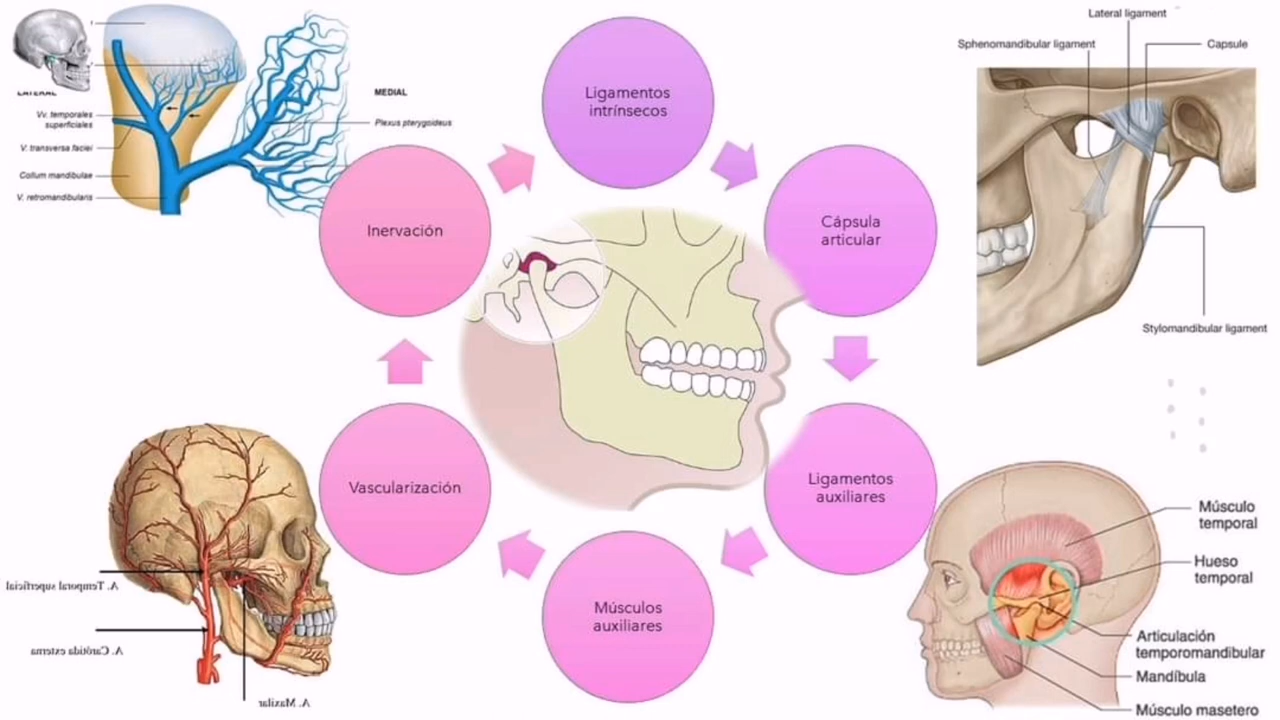 LATERAL
Vv. temporales
superficiales
V. transversa faciei
Collum mandibulae
V. retromandibularis
MEDIAL
Plexus pterygoideus
Ligamentos
intrínsecos
Cápsula
articular
Ligamentos
auxiliares
Músculos
auxiliares
Vascularización
Inervación
Lateral ligament
Sphenomandibular ligament
Capsule
Stylomandibular ligament
A. Temporal superficial
A. Carótida externa
A. Maxilar
Músculo
temporal
Hueso
temporal
Articulación
temporomandibular
Mandíbula
Músculo masetero